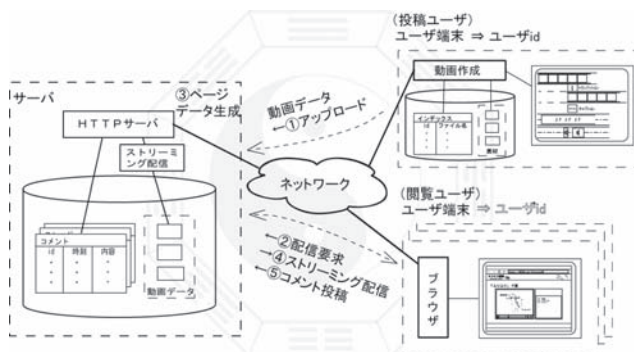 サーバ
HTTPサーバ
ストリーミ
ング配信
③ページ
データ生成
コメント
id 時刻 内容
動画データ
動画データ
←①アップロード
ネットワーク
←②配信要求
→④ストリーミング配信
←⑤コメント投稿
(投稿ユーザ)
ユーザ端末 ⇒ ユーザid
動画作成
インデックス
id ファイル名
素材
(閲覧ユーザ)
ユーザ端末 ⇒ ユーザid
ブラウザ